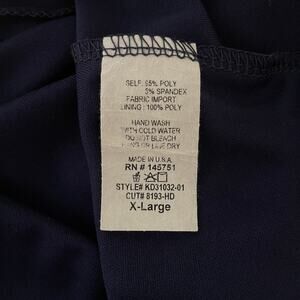 SELF: 95% POLY
5% SPANDEX
FABRIC IMPORT
LINING: 100% POLY
HAND WASH
WITH COLD WATER
DO NOT BLEACH
HANG OR LINE DRY
MADE IN U.S.A.
RN # 145751
STYLE# KD31032-01
CUT# 8193-HD
X-Large